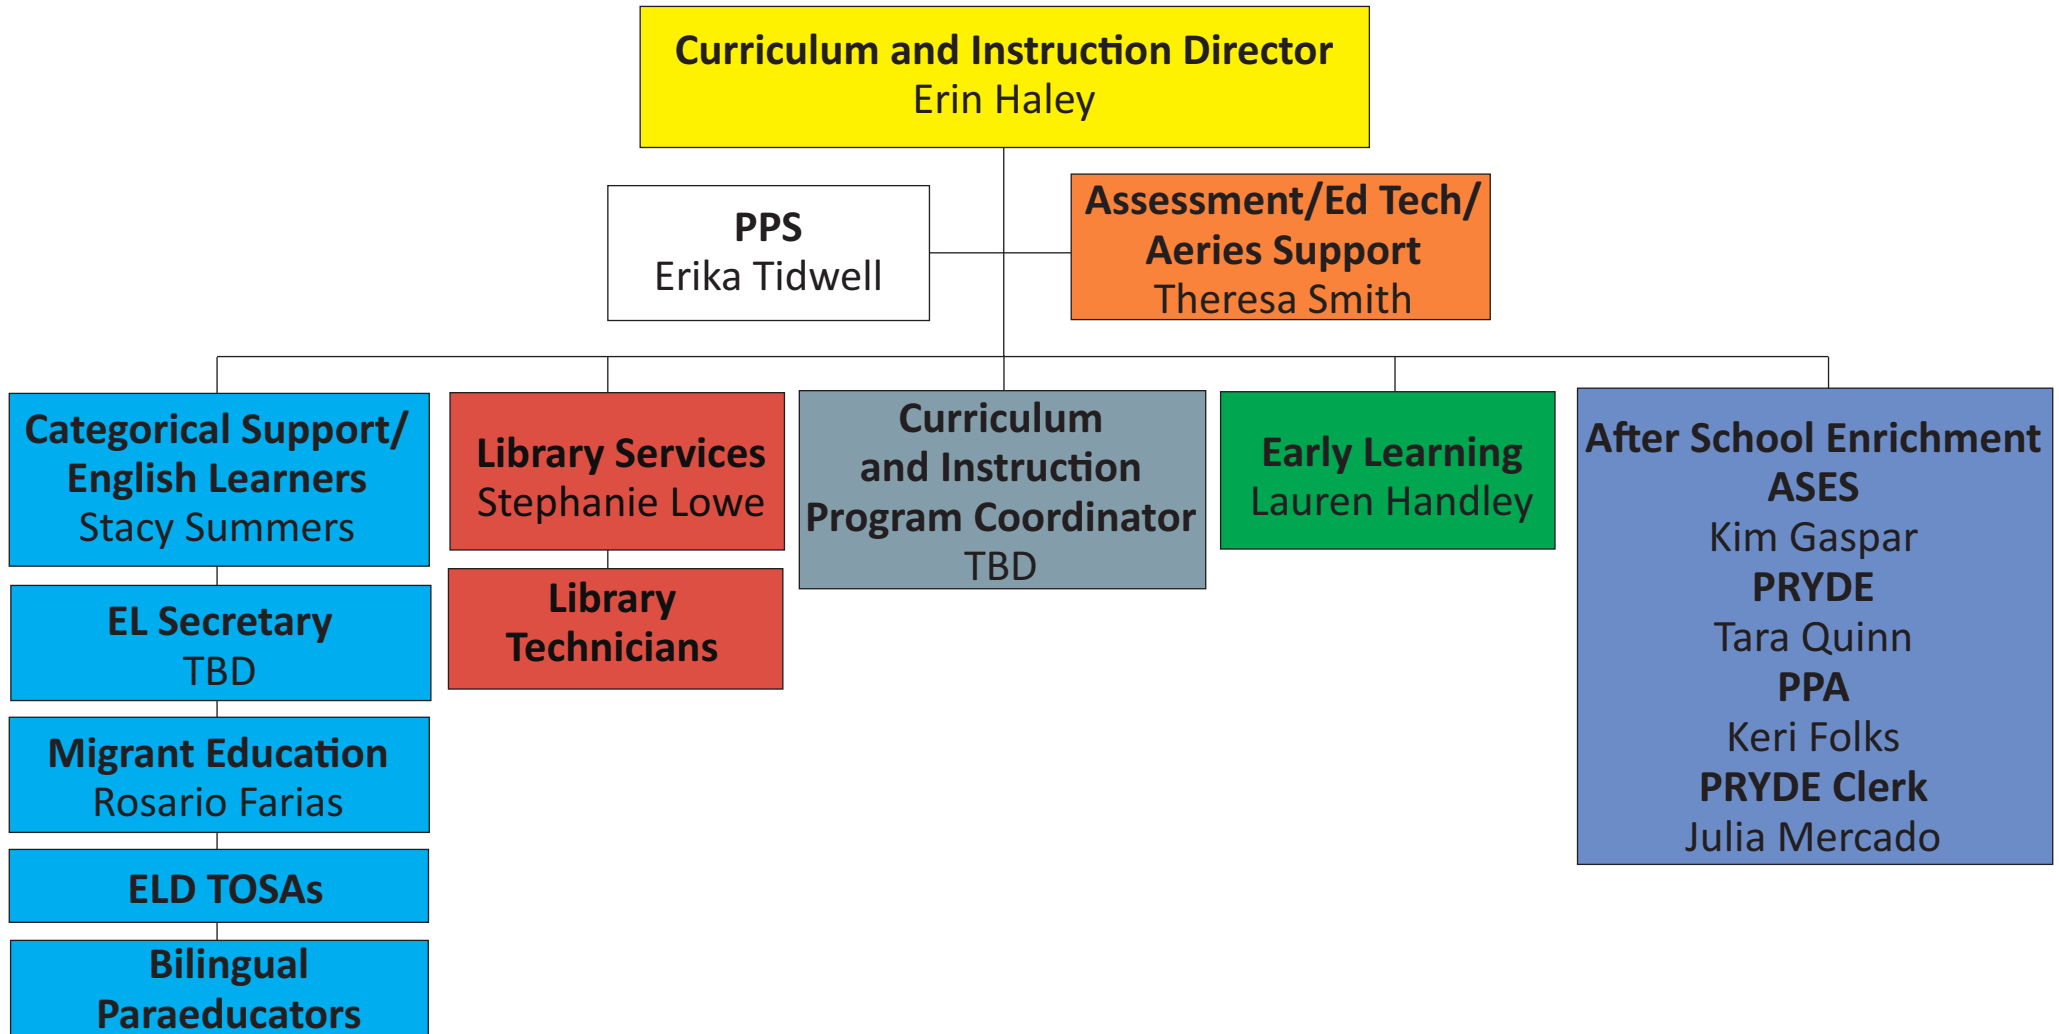 Curriculum and Instruction Director
Erin Haley
PPS
Erika Tidwell
Assessment/Ed Tech/
Aeries Support
Theresa Smith
Categorical Support/
English Learners
Stacy Summers
EL Secretary
TBD
Migrant Education
Rosario Farias
ELD TOSAs
Bilingual
Paraeducators
Library Services
Stephanie Lowe
Library
Technicians
Curriculum
and Instruction
Program Coordinator
TBD
Early Learning
Lauren Handley
After School Enrichment
ASES
Kim Gaspar
PRYDE
Tara Quinn
PPA
Keri Folks
PRYDE Clerk
Julia Mercado